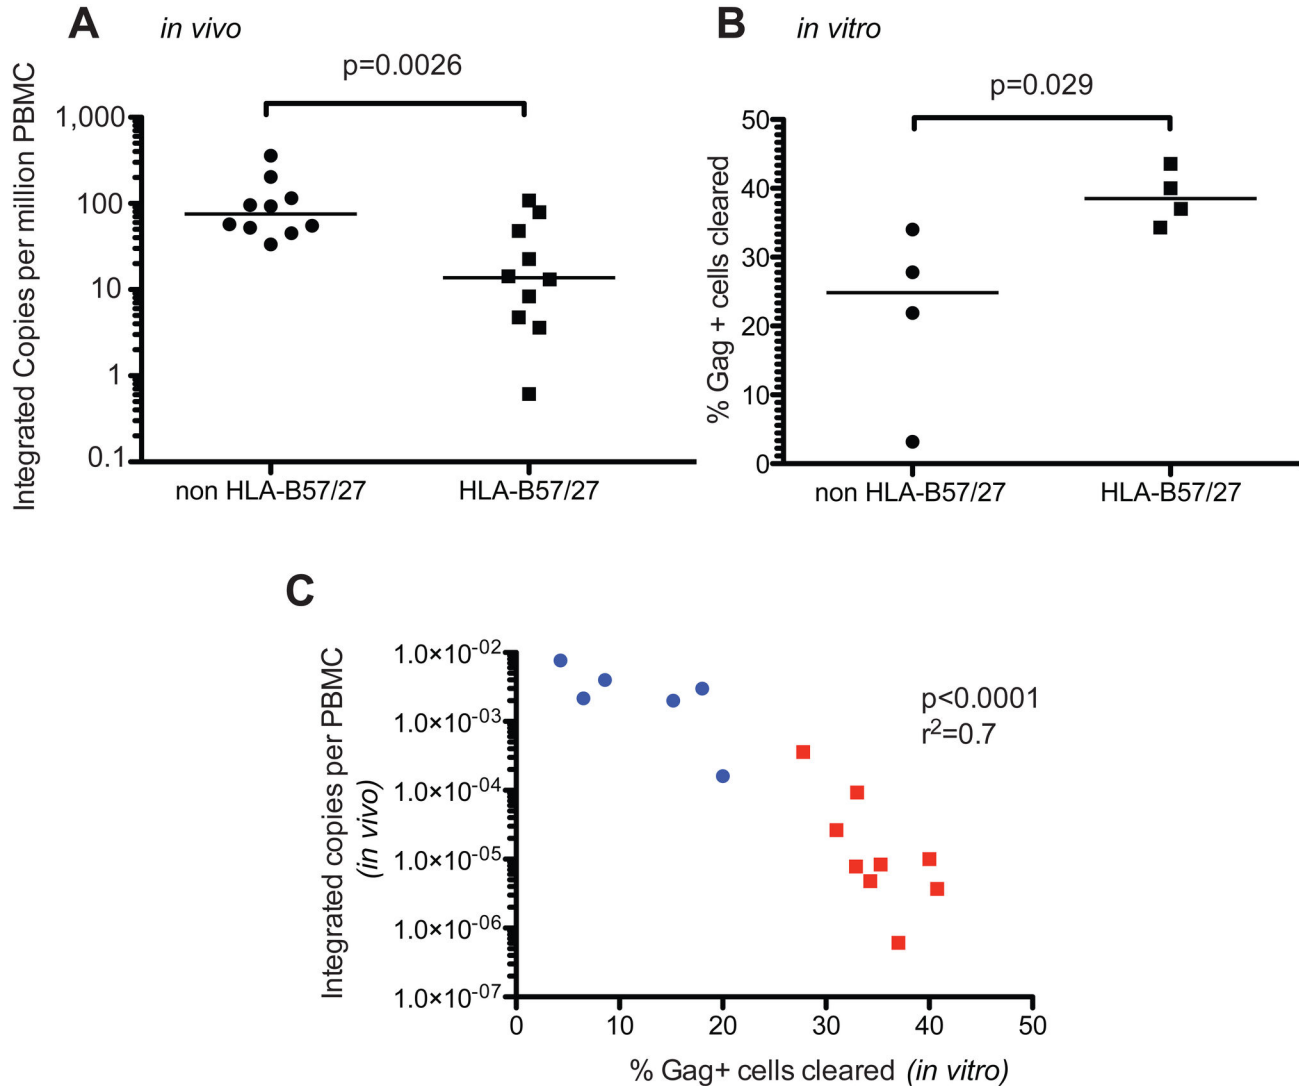 A in vivo
p=0.0026
Integrated Copies per million PBMC
1,000
100
10
1
0.1
non HLA-B57/27 HLA-B57/27
B in vitro
p=0.029
% Gag + cells cleared
50
40
30
20
10
0
non HLA-B57/27 HLA-B57/27
C
Integrated copies per PBMC
(in vivo)
1.0×10-02
1.0×10-03
1.0×10-04
1.0×10-05
1.0×10-06
1.0×10-07
p<0.0001
r2=0.7
0 10 20 30 40 50
% Gag+ cells cleared (in vitro)